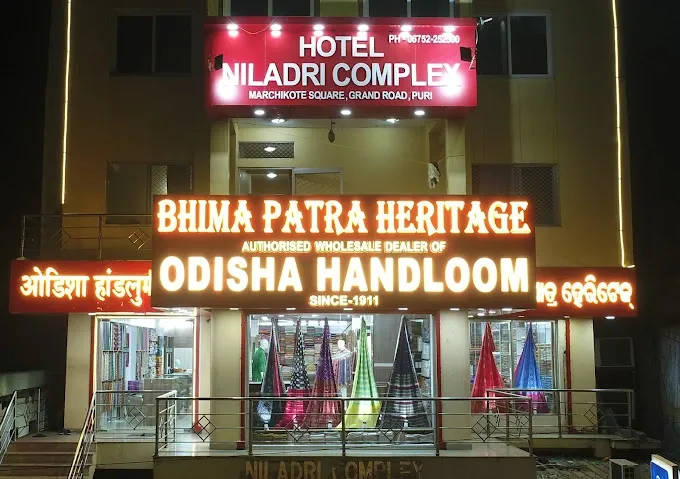 HOTEL
PH -
NILADRI COMPLEX
MARCHIKOTE SQUARE, GRAND ROAD, PURI
BHIMA PATRA HERITAGE
AUTHORISED WHOLESALE DEALER OF
ODISHA HANDLOOM
SINCE-1911
ओडिशा
ହେରିଟେଜ୍
NILADRI COMPLEX